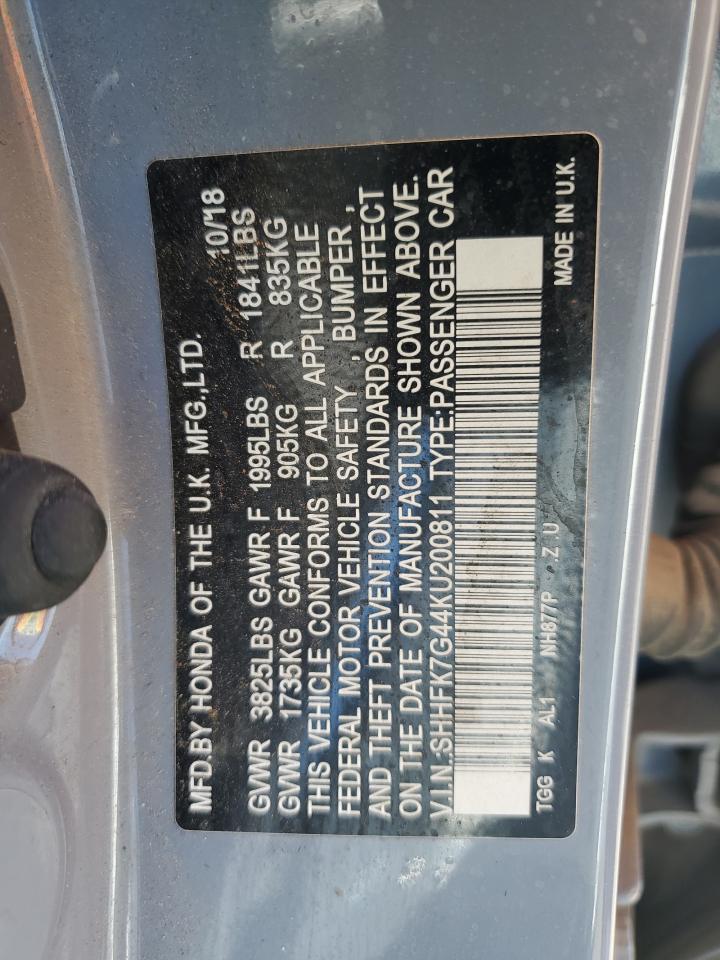 MFD.BY HONDA OF THE U.K. MFG.,LTD. 10/18
GVWR 3825LBS GAWR F 1995LBS R 1841LBS
GVWR 1735KG GAWR F 905KG R 835KG
THIS VEHICLE CONFORMS TO ALL APPLICABLE
FEDERAL MOTOR VEHICLE SAFETY , BUMPER ,
AND THEFT PREVENTION STANDARDS IN EFFECT
ON THE DATE OF MANUFACTURE SHOWN ABOVE.
V.I.N.:SHHFK7G44KU200811 TYPE:PASSENGER CAR
TGG K AL1 NH877P Z U MADE IN U.K.